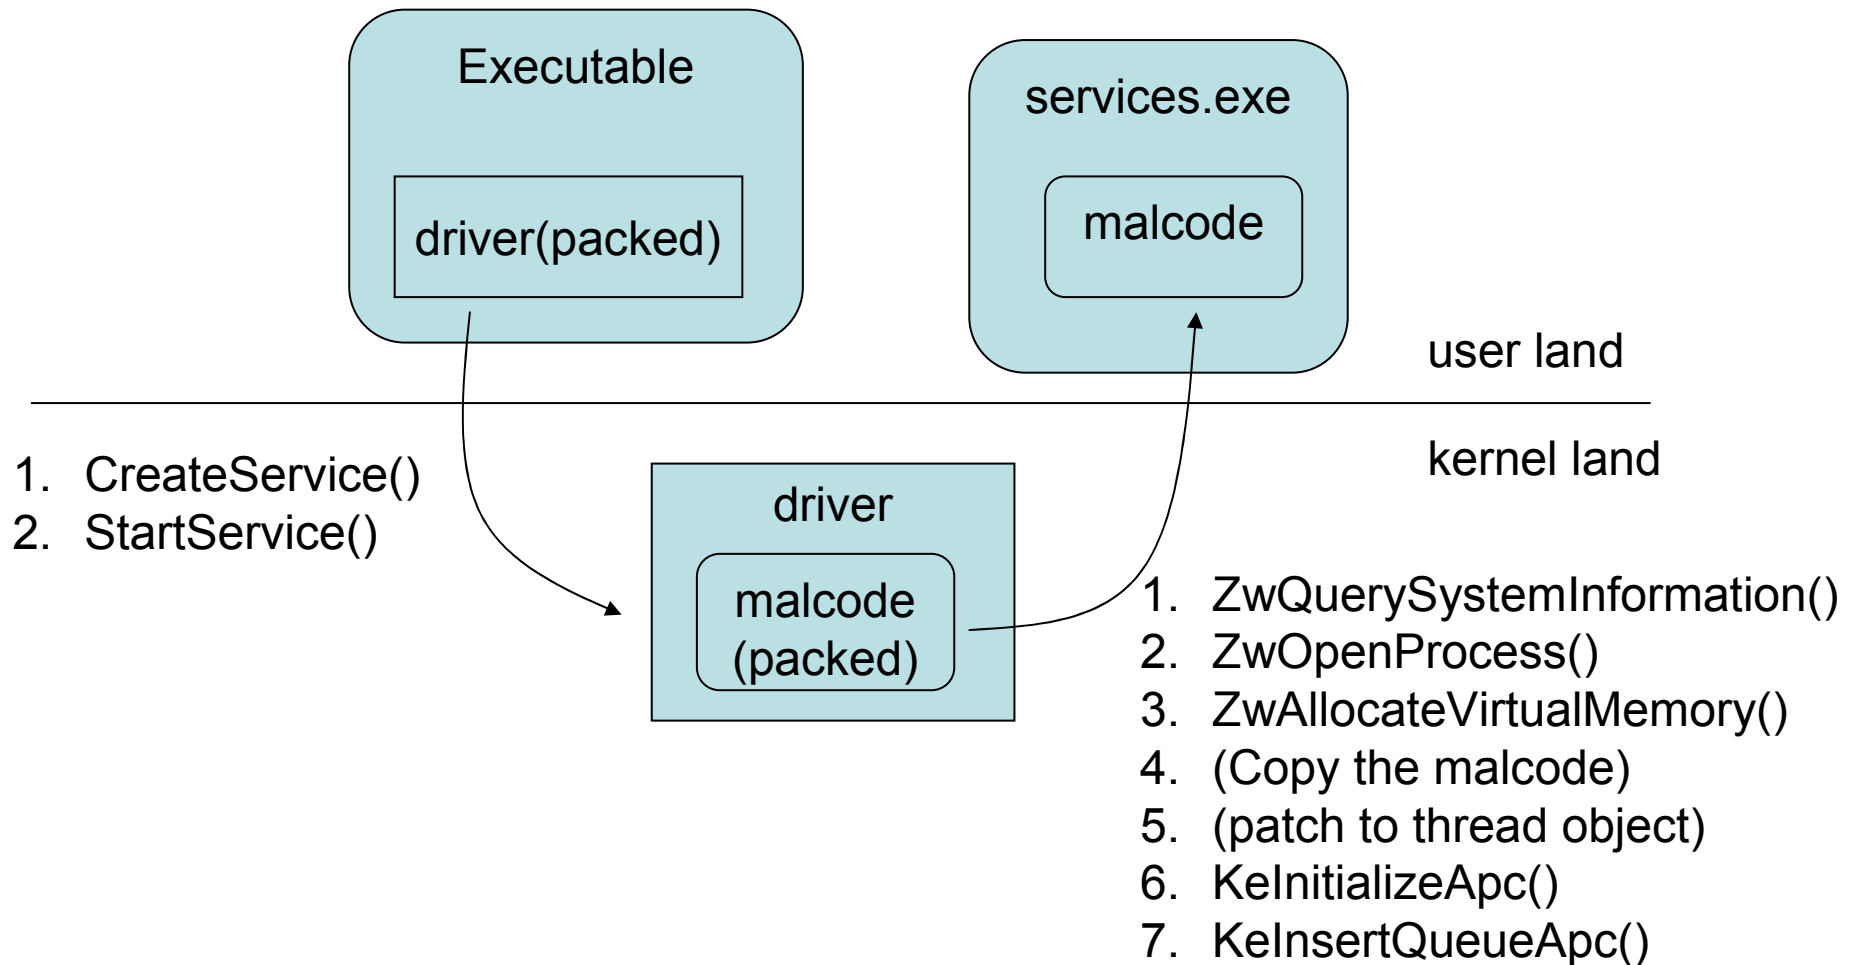 Executable
driver(packed)
services.exe
malcode
user land
kernel land
1. CreateService()
2. StartService()
driver
malcode
(packed)
1. ZwQuerySystemInformation()
2. ZwOpenProcess()
3. ZwAllocateVirtualMemory()
4. (Copy the malcode)
5. (patch to thread object)
6. KeInitializeApc()
7. KeInsertQueueApc()